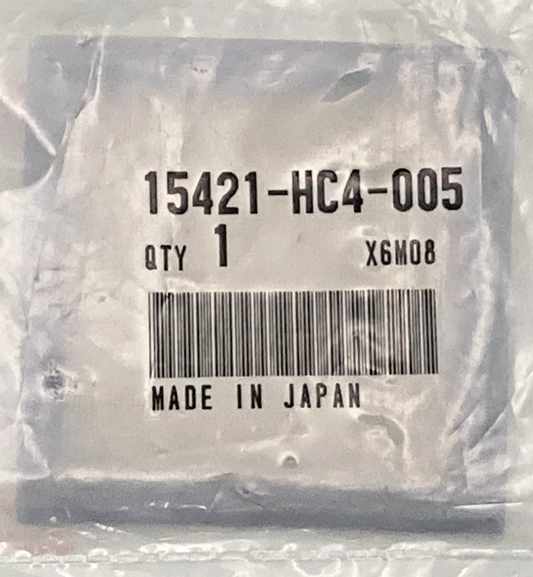 15421-HC4-005
QTY 1 X6M08
MADE IN JAPAN